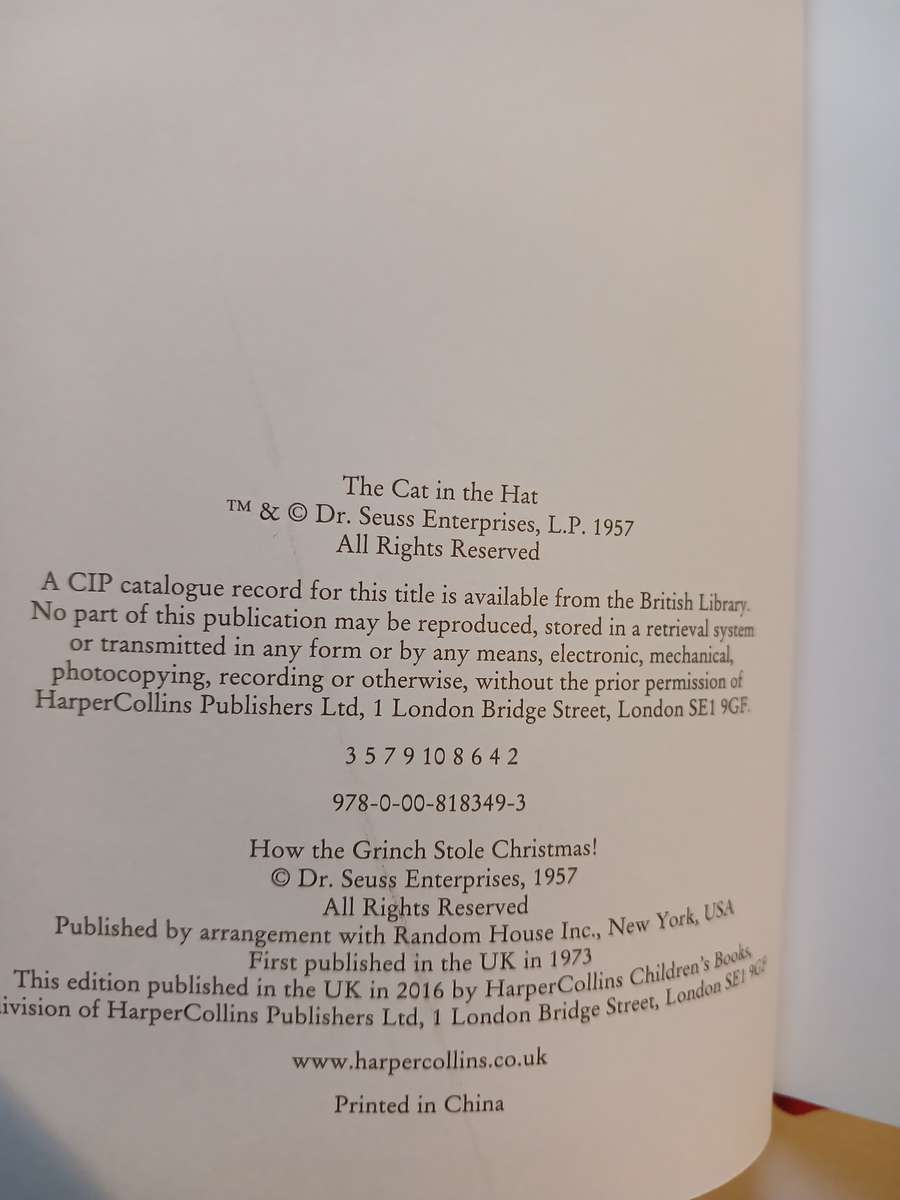 The Cat in the Hat
™ & © Dr. Seuss Enterprises, L.P. 1957
All Rights Reserved
A CIP catalogue record for this title is available from the British Library.
No part of this publication may be reproduced, stored in a retrieval system
or transmitted in any form or by any means, electronic, mechanical,
photocopying, recording or otherwise, without the prior permission of
HarperCollins Publishers Ltd, 1 London Bridge Street, London SE1 9GF.
3 5 7 9 10 8 6 4 2
978-0-00-818349-3
How the Grinch Stole Christmas!
© Dr. Seuss Enterprises, 1957
All Rights Reserved
Published by arrangement with Random House Inc., New York, USA
First published in the UK in 1973
This edition published in the UK in 2016 by HarperCollins Children's Books,
ivision of HarperCollins Publishers Ltd, 1 London Bridge Street, London SE1 9GF
www.harpercollins.co.uk
Printed in China